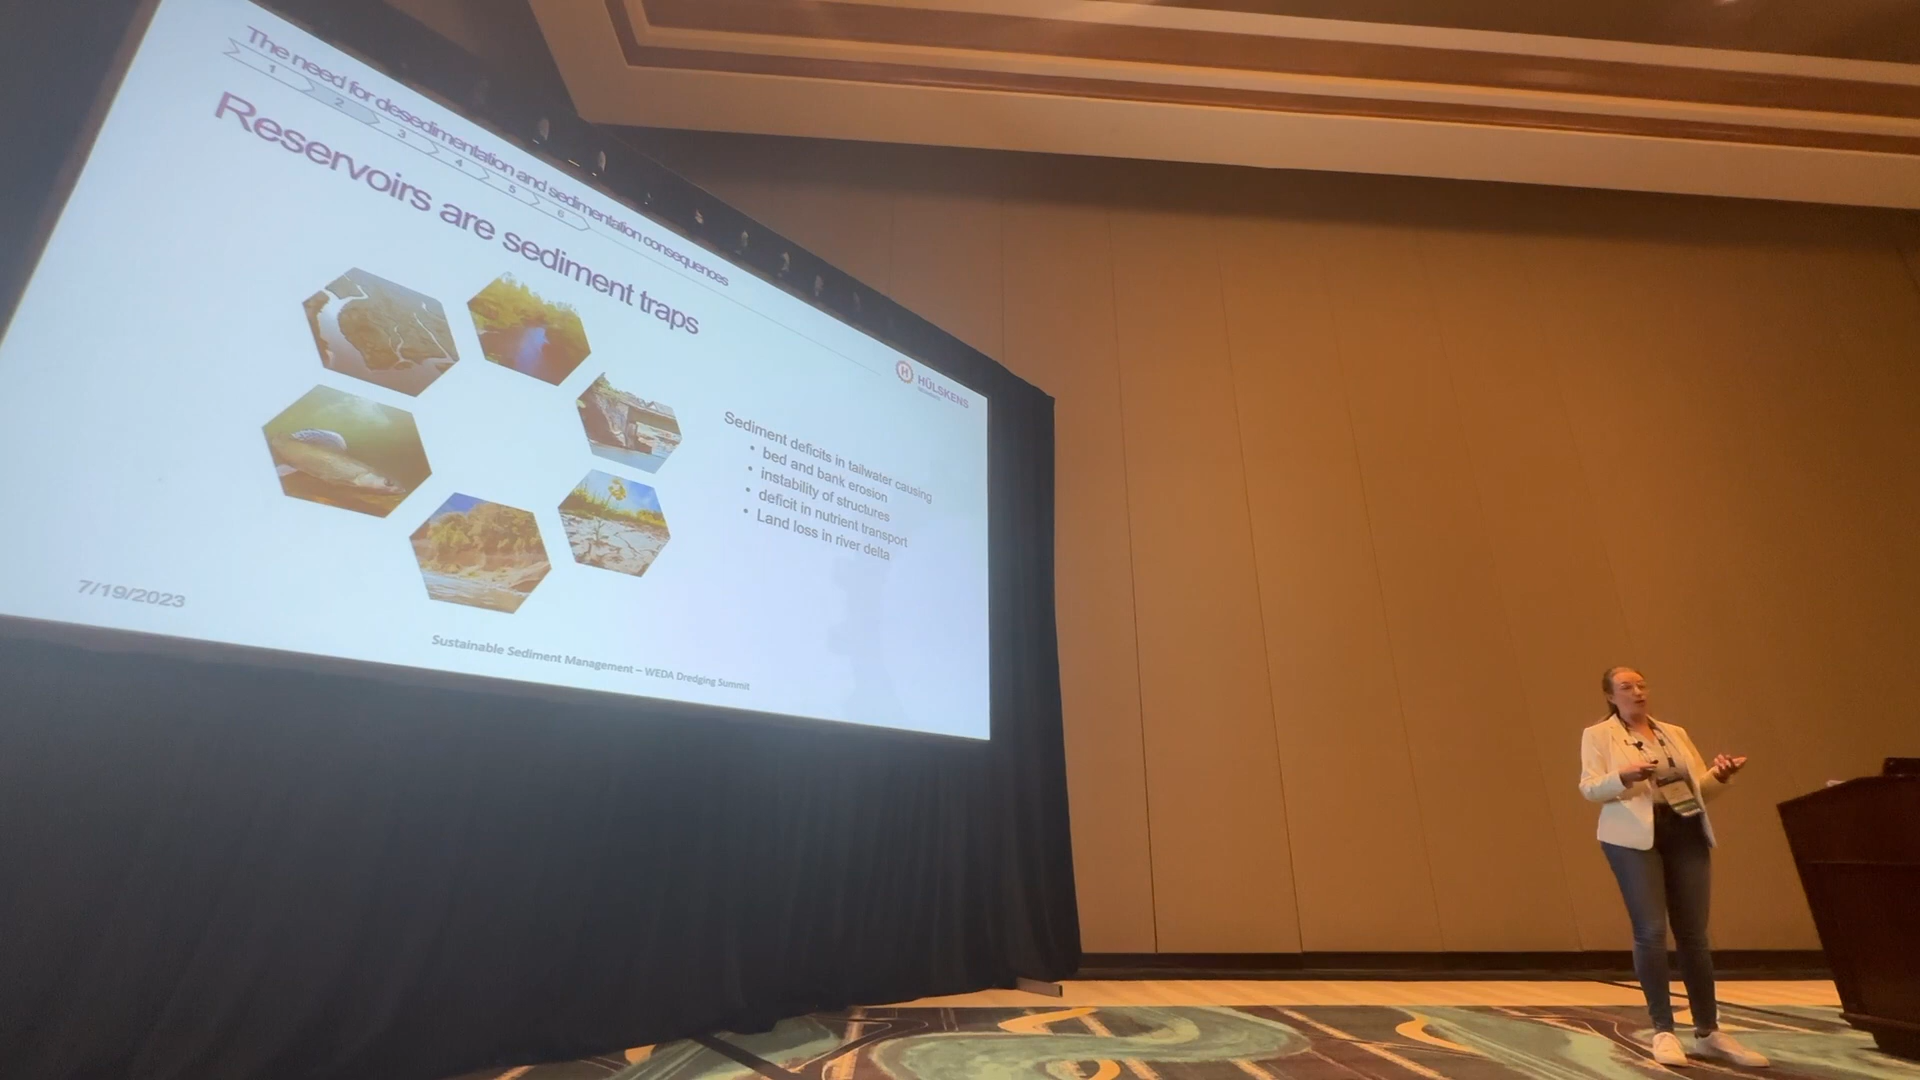 The need for desedimentation and sedimentation consequences
1
2
3
4
5
6
Reservoirs are sediment traps
H
HÜLSKENS
Sediment deficits in tailwater causing
• bed and bank erosion
• instability of structures
• deficit in nutrient transport
• Land loss in river delta
7/19/2023
Sustainable Sediment Management – WEDA Dredging Summit